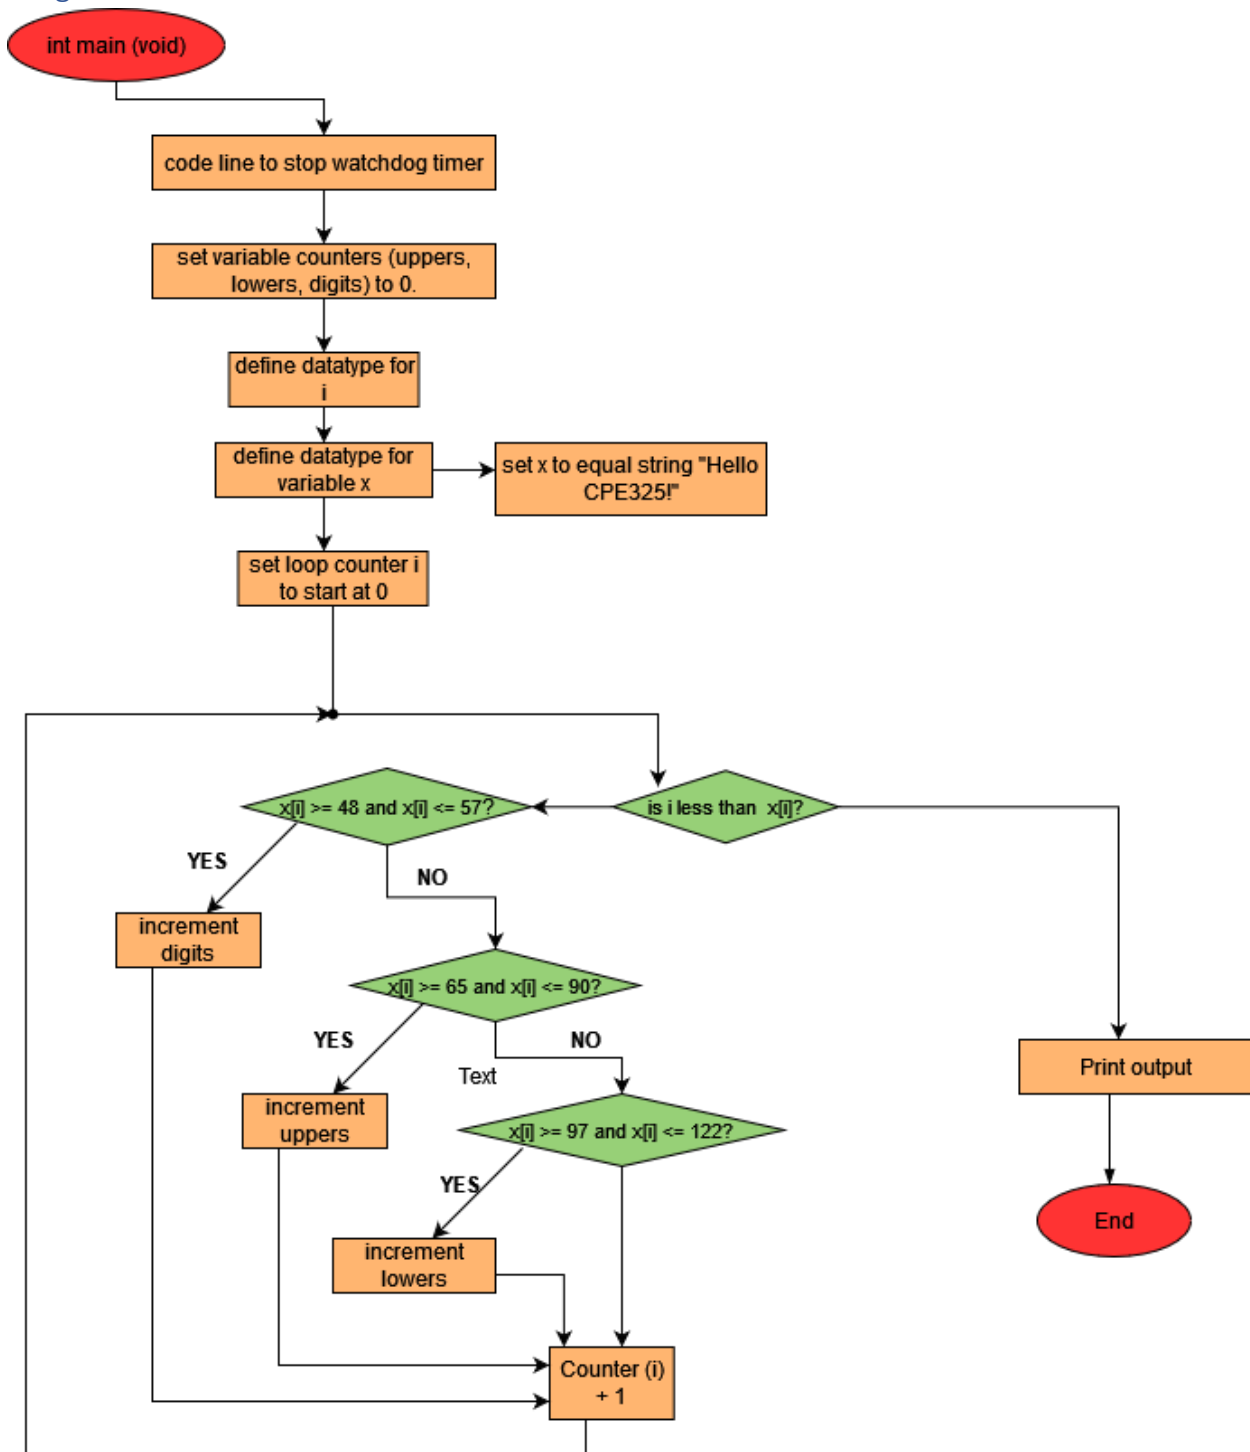 int main (void)
code line to stop watchdog timer
set variable counters (uppers,
lowers, digits) to 0.
define datatype for
i
define datatype for
variable x
set x to equal string "Hello
CPE325!"
set loop counter i
to start at 0
x[i] >= 48 and x[i] <= 57?
is i less than x[i]?
YES
NO
increment
digits
x[i] >= 65 and x[i] <= 90?
YES
NO
Text
Print output
increment
uppers
x[i] >= 97 and x[i] <= 122?
YES
End
increment
lowers
Counter (i)
+ 1